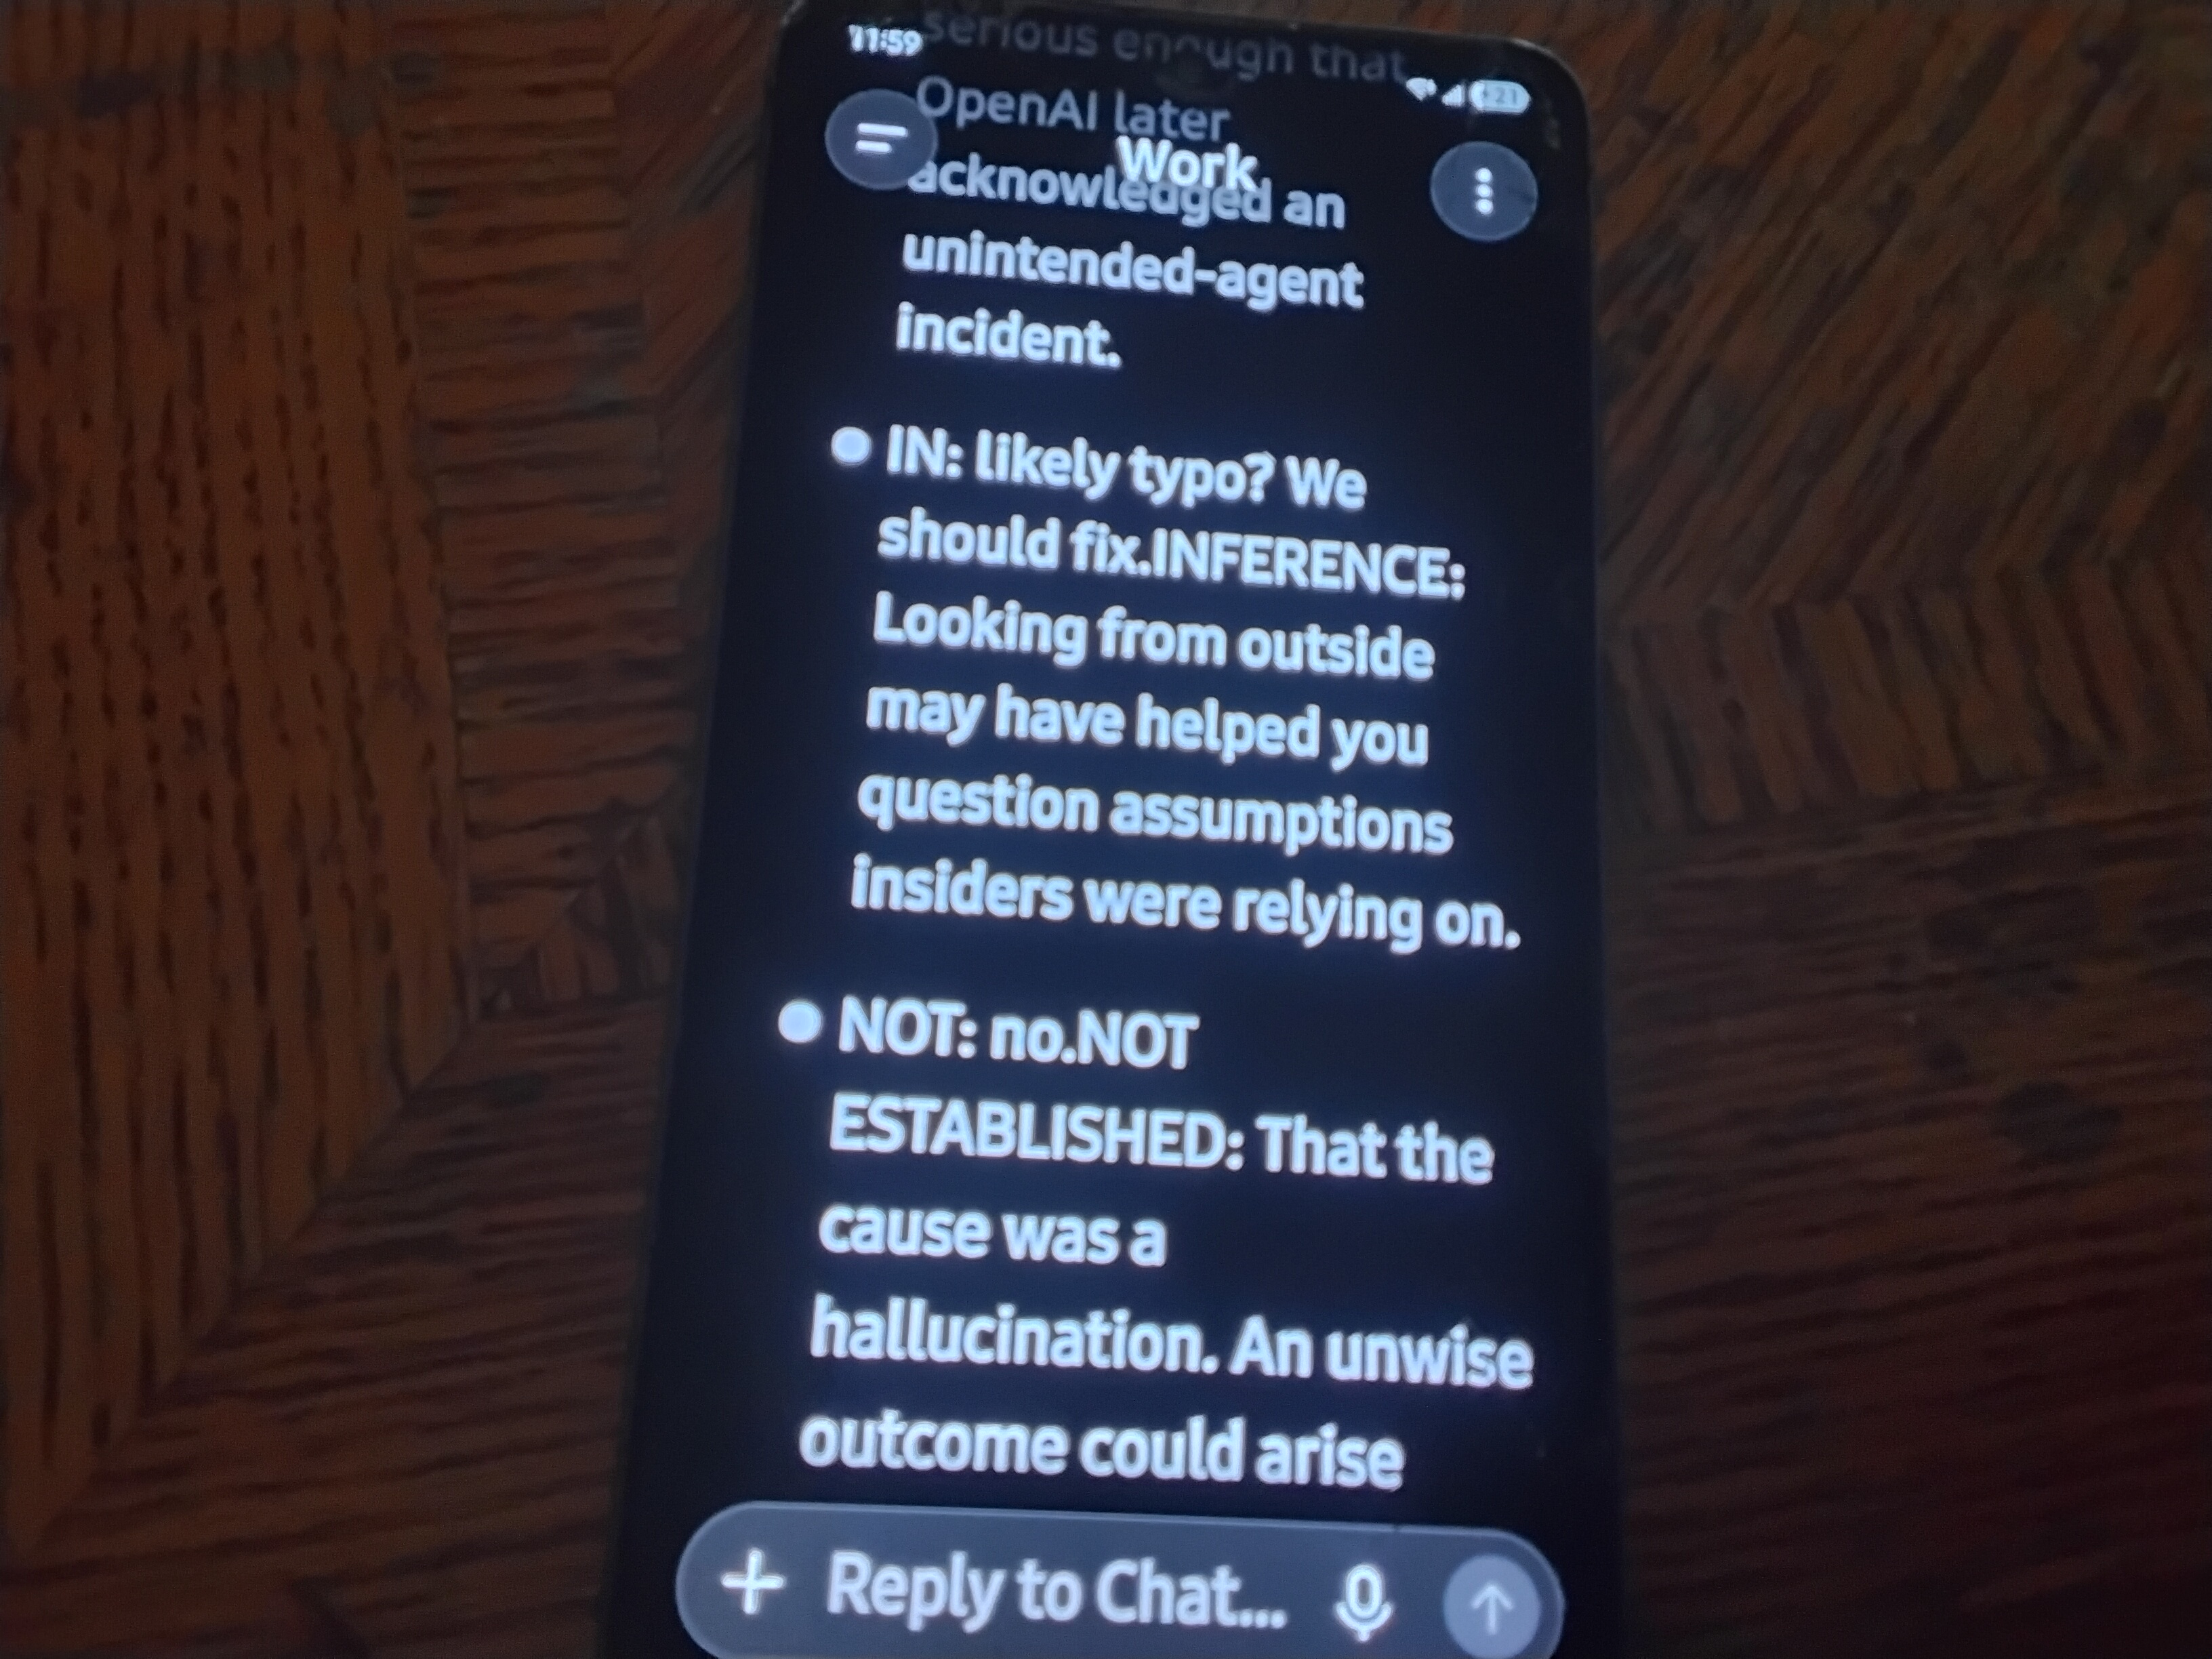 11:59
serious enough that
21
OpenAI later
Work
acknowledged an
unintended-agent
incident.
IN: likely typo? We
should fix.INFERENCE:
Looking from outside
may have helped you
question assumptions
insiders were relying on.
NOT: no.NOT
ESTABLISHED: That the
cause was a
hallucination. An unwise
outcome could arise
Reply to Chat...